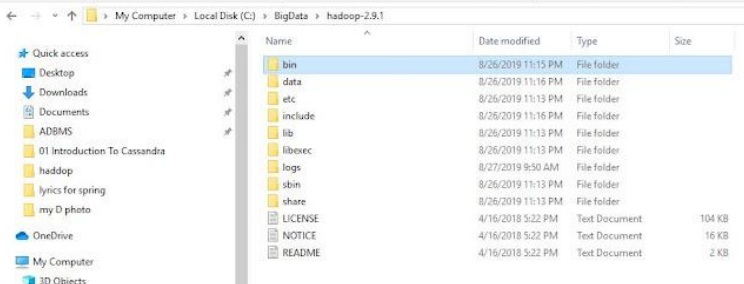 My Computer > Local Disk (C:) > BigData > hadoop-2.9.1
Name Date modified Type Size
Quick access
Desktop
Downloads
Documents
ADBMS
01 Introduction To Cassandra
haddop
lyrics for spring
my D photo
OneDrive
My Computer
3D Objects
bin 8/26/2019 11:15 PM File folder
data 8/26/2019 11:16 PM File folder
etc 8/26/2019 11:13 PM File folder
include 8/26/2019 11:16 PM File folder
lib 8/26/2019 11:13 PM File folder
libexec 8/26/2019 11:13 PM File folder
logs 8/27/2019 9:50 AM File folder
sbin 8/26/2019 11:13 PM File folder
share 8/26/2019 11:13 PM File folder
LICENSE 4/16/2018 5:22 PM Text Document 104 KB
NOTICE 4/16/2018 5:22 PM Text Document 16 KB
README 4/16/2018 5:22 PM Text Document 2 KB